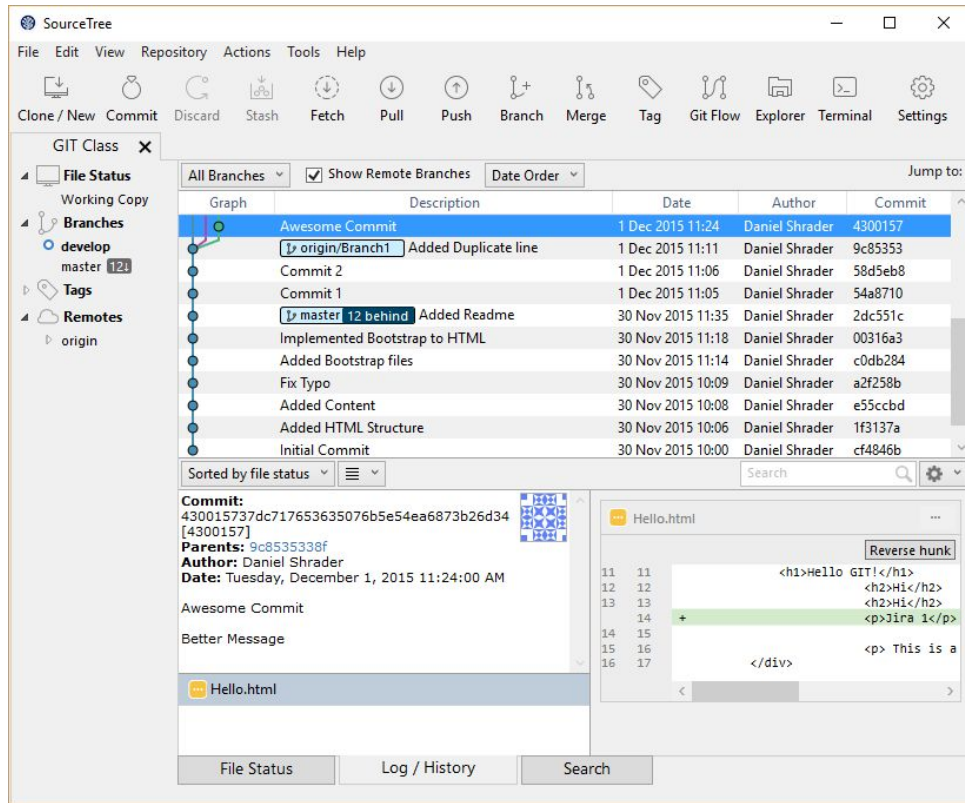 SourceTree
File Edit View Repository Actions Tools Help
Clone / New Commit Discard Stash Fetch Pull Push Branch Merge Tag Git Flow Explorer Terminal Settings
GIT Class
File Status
Working Copy
Branches
develop
master 12↓
Tags
Remotes
origin
All Branches Show Remote Branches Date Order Jump to:
Graph Description Date Author Commit
Awesome Commit 1 Dec 2015 11:24 Daniel Shrader 4300157
origin/Branch1 Added Duplicate line 1 Dec 2015 11:11 Daniel Shrader 9c85353
Commit 2 1 Dec 2015 11:06 Daniel Shrader 58d5eb8
Commit 1 1 Dec 2015 11:05 Daniel Shrader 54a8710
master 12 behind Added Readme 30 Nov 2015 11:35 Daniel Shrader 2dc551c
Implemented Bootstrap to HTML 30 Nov 2015 11:18 Daniel Shrader 00316a3
Added Bootstrap files 30 Nov 2015 11:14 Daniel Shrader c0db284
Fix Typo 30 Nov 2015 10:09 Daniel Shrader a2f258b
Added Content 30 Nov 2015 10:08 Daniel Shrader e55ccbd
Added HTML Structure 30 Nov 2015 10:06 Daniel Shrader 1f3137a
Initial Commit 30 Nov 2015 10:00 Daniel Shrader cf4846b
Sorted by file status Search
Commit:
430015737dc717653635076b5e54ea6873b26d34
[4300157]
Parents: 9c8535338f
Author: Daniel Shrader
Date: Tuesday, December 1, 2015 11:24:00 AM
Awesome Commit
Better Message
Hello.html
Hello.html
Reverse hunk
11 11 <h1>Hello GIT!</h1>
12 12 <h2>Hi</h2>
13 13 <h2>Hi</h2>
14 + <p>Jira 1</p>
14 15
15 16 <p> This is a
16 17 </div>
File Status Log / History Search